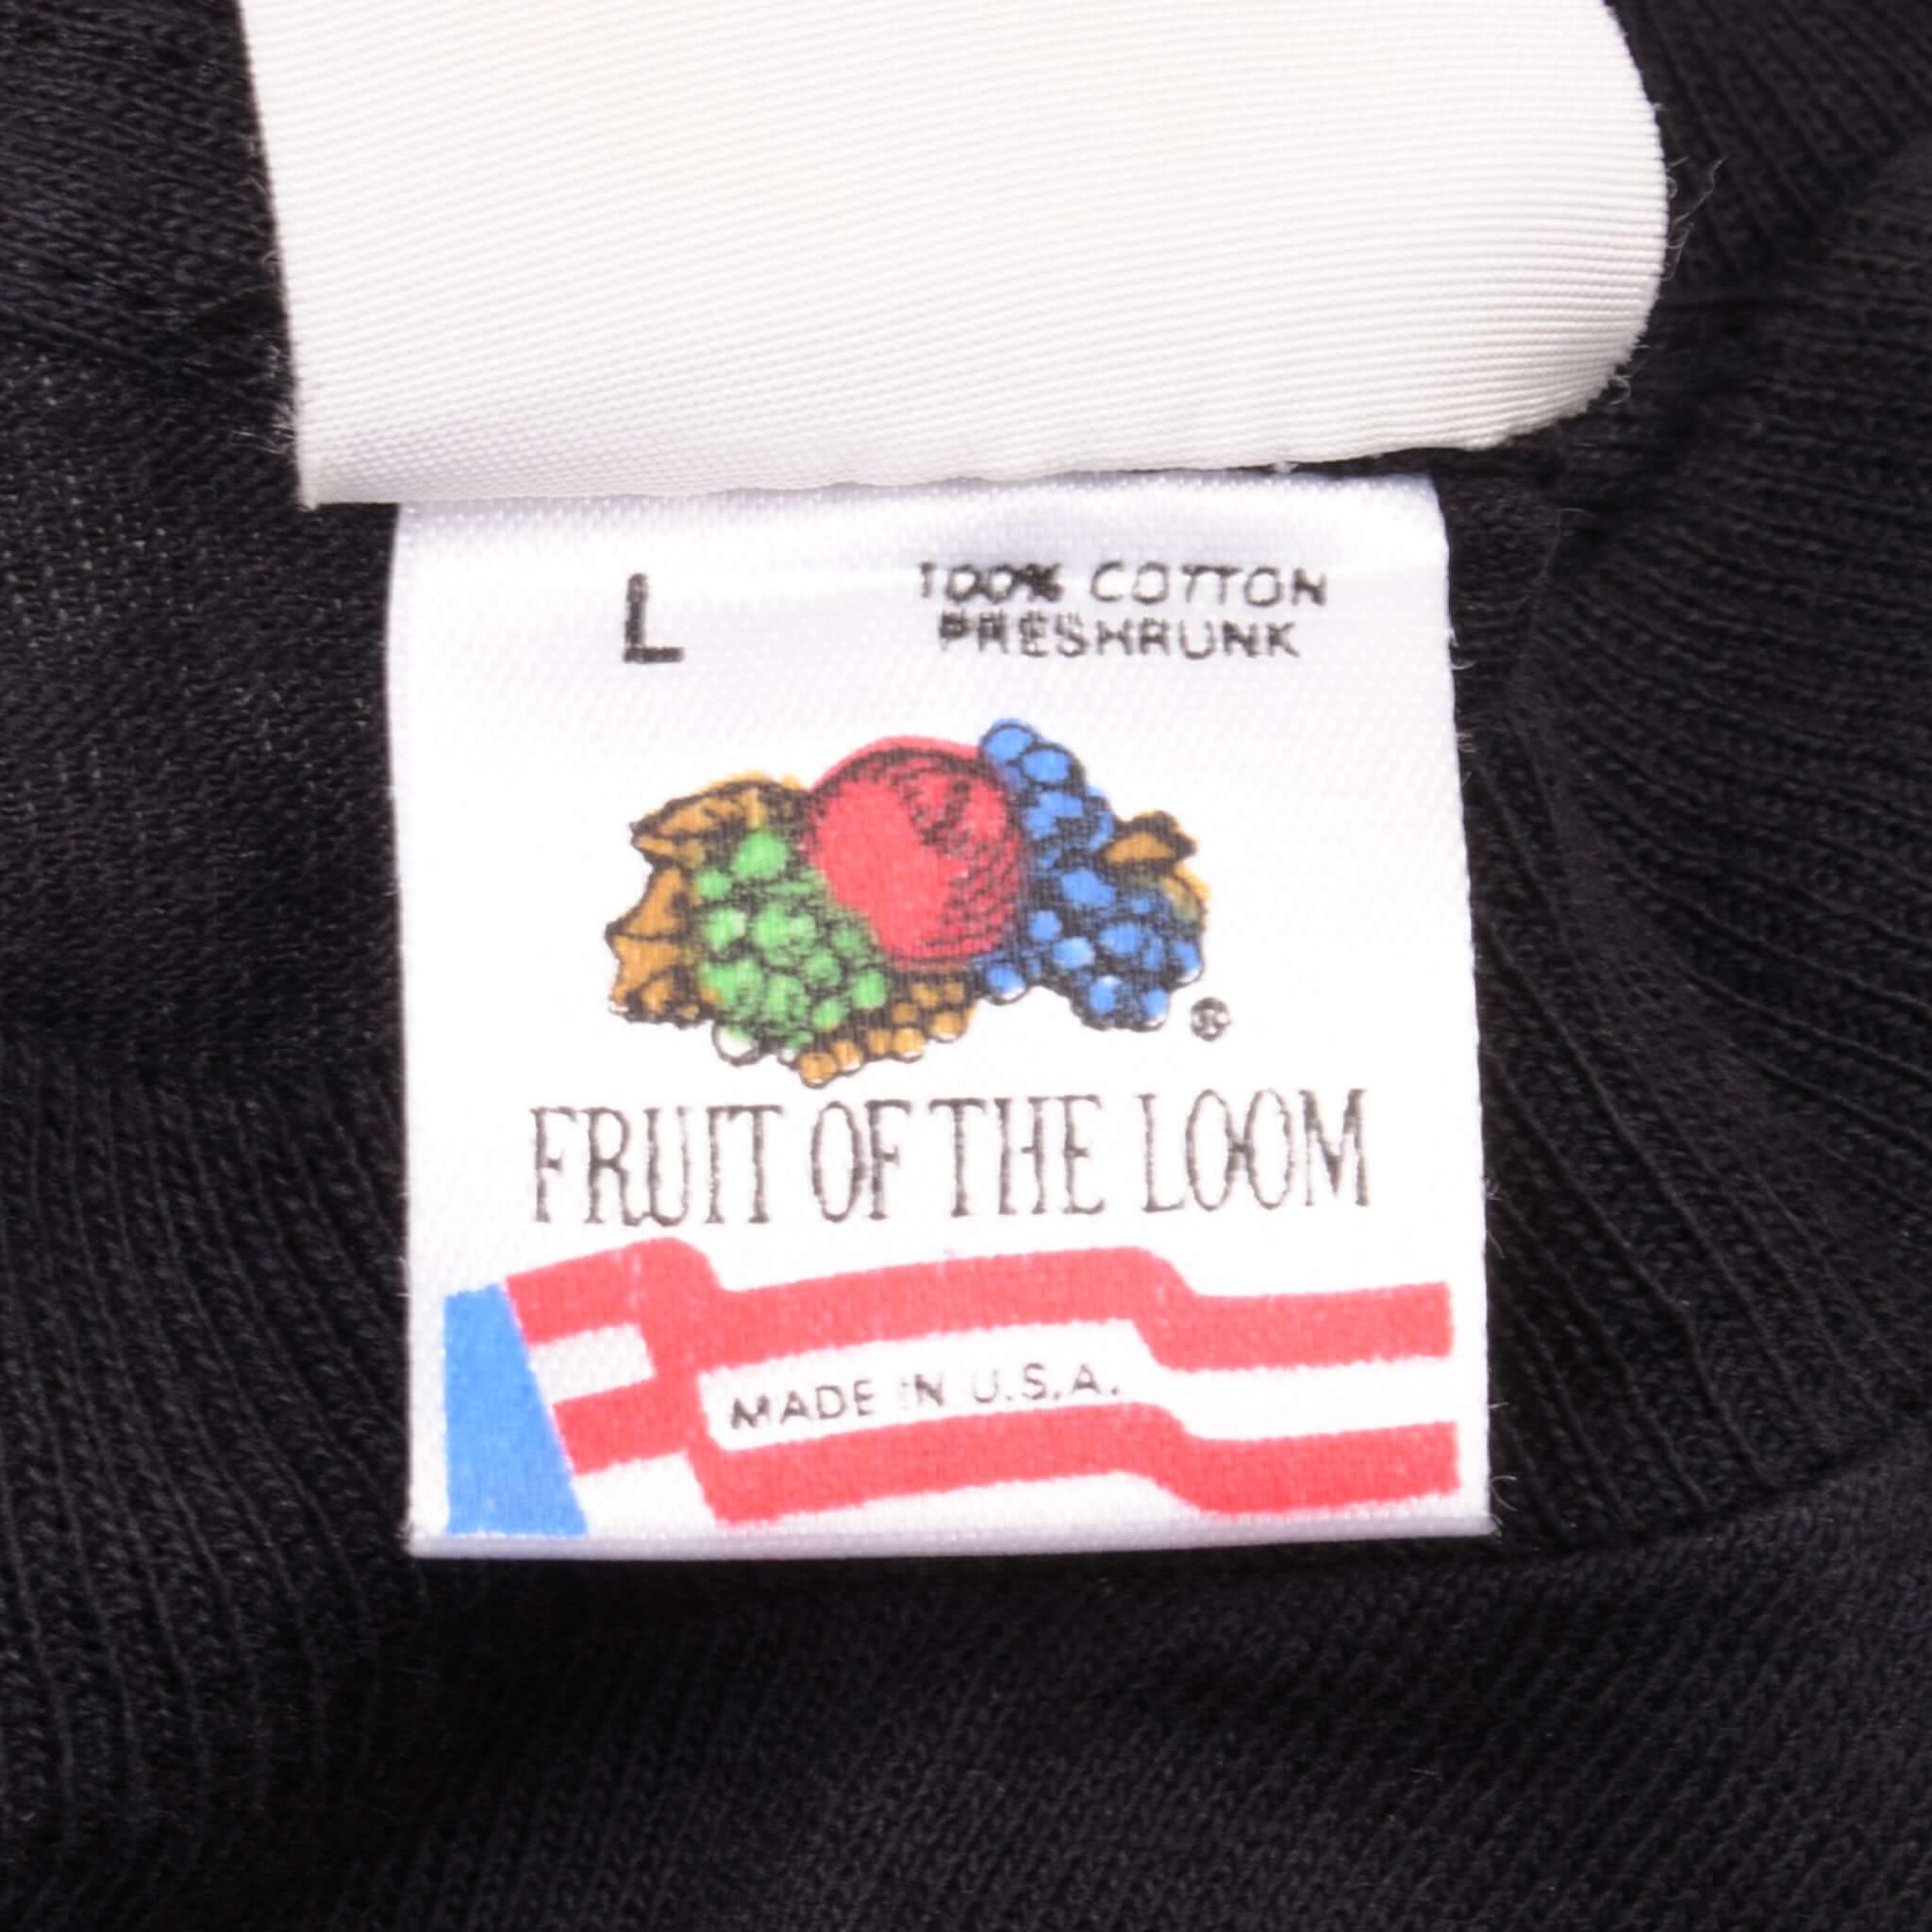 L
100% COTTON
PRESHRUNK
®
FRUIT OF THE LOOM
MADE IN U.S.A.